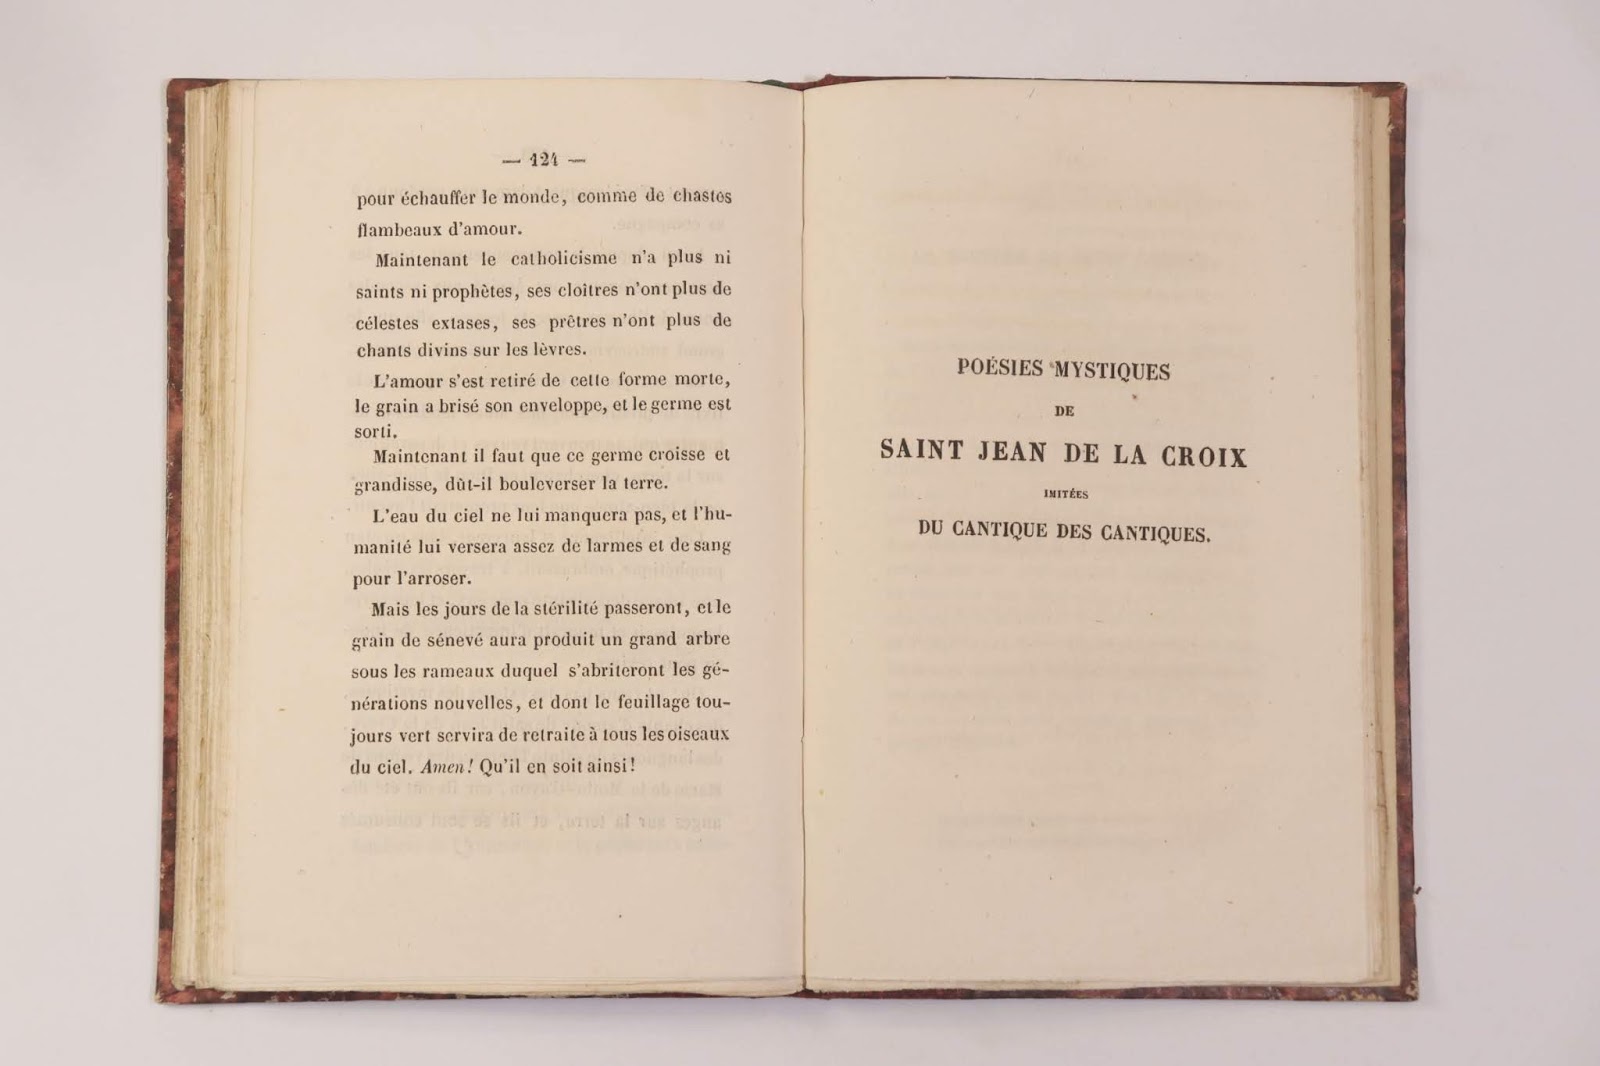 — 124 —
pour échauffer le monde, comme de chastes
flambeaux d'amour.
Maintenant le catholicisme n'a plus ni
saints ni prophètes, ses cloîtres n'ont plus de
célestes extases, ses prêtres n'ont plus de
chants divins sur les lèvres.
L'amour s'est retiré de cette forme morte,
le grain a brisé son enveloppe, et le germe est
sorti.
Maintenant il faut que ce germe croisse et
grandisse, dût-il bouleverser la terre.
L'eau du ciel ne lui manquera pas, et l'hu-
manité lui versera assez de larmes et de sang
pour l'arroser.
Mais les jours de la stérilité passeront, et le
grain de sénevé aura produit un grand arbre
sous les rameaux duquel s'abriteront les gé-
nérations nouvelles, et dont le feuillage tou-
jours vert servira de retraite à tous les oiseaux
du ciel. Amen! Qu'il en soit ainsi!
POÉSIES MYSTIQUES
DE
SAINT JEAN DE LA CROIX
IMITÉES
DU CANTIQUE DES CANTIQUES.